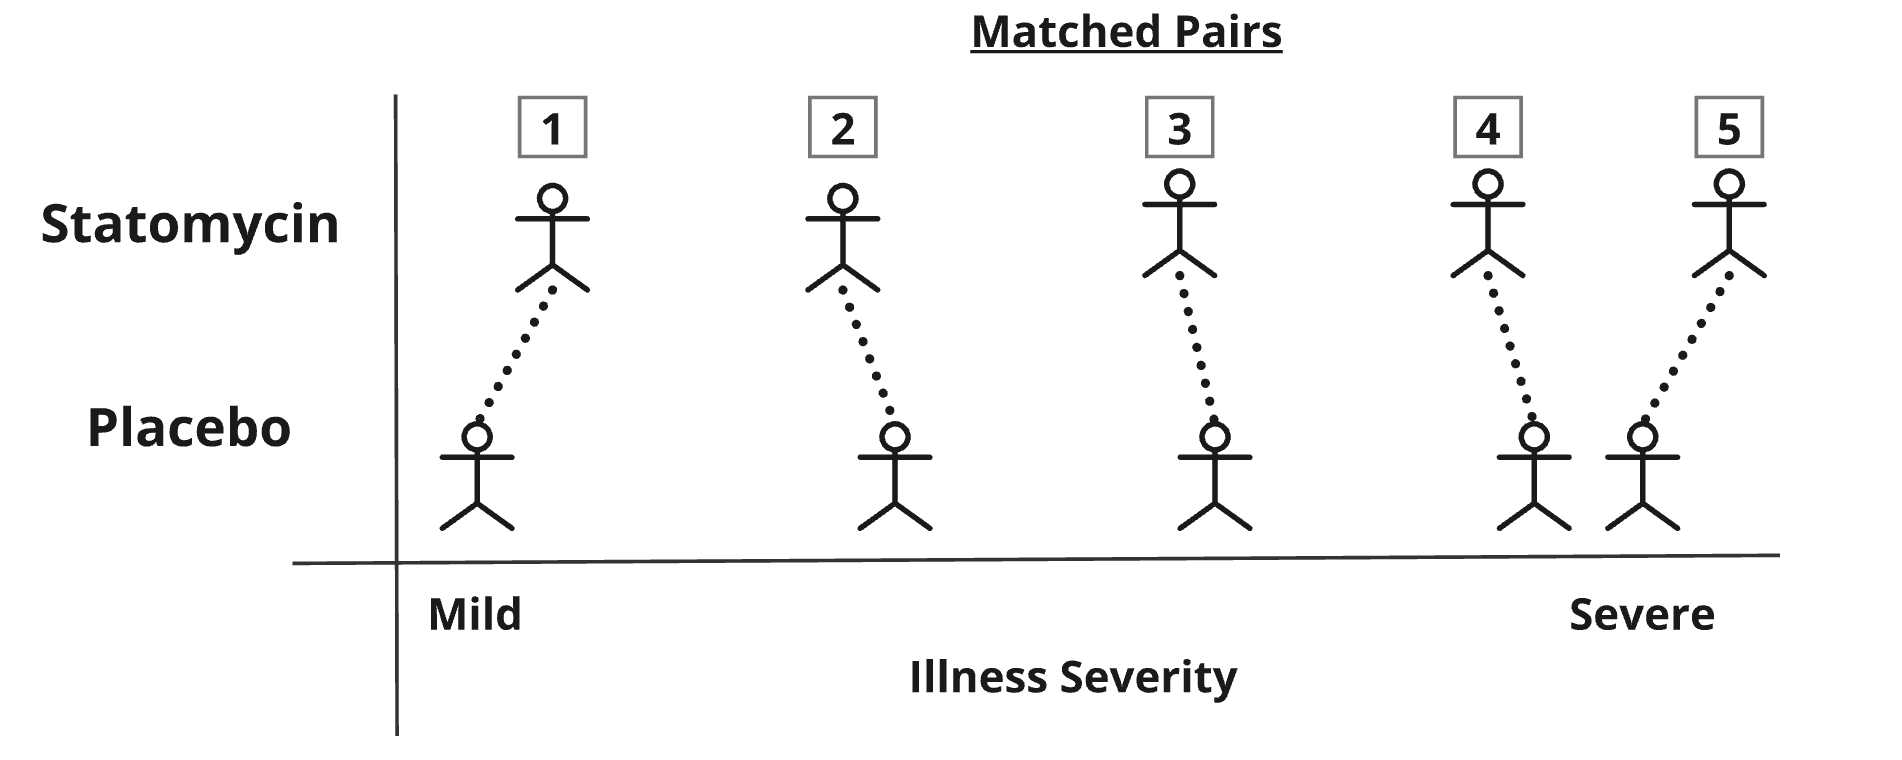 Matched Pairs
1 2 3 4 5
Statomycin
Placebo
Mild Severe
Illness Severity